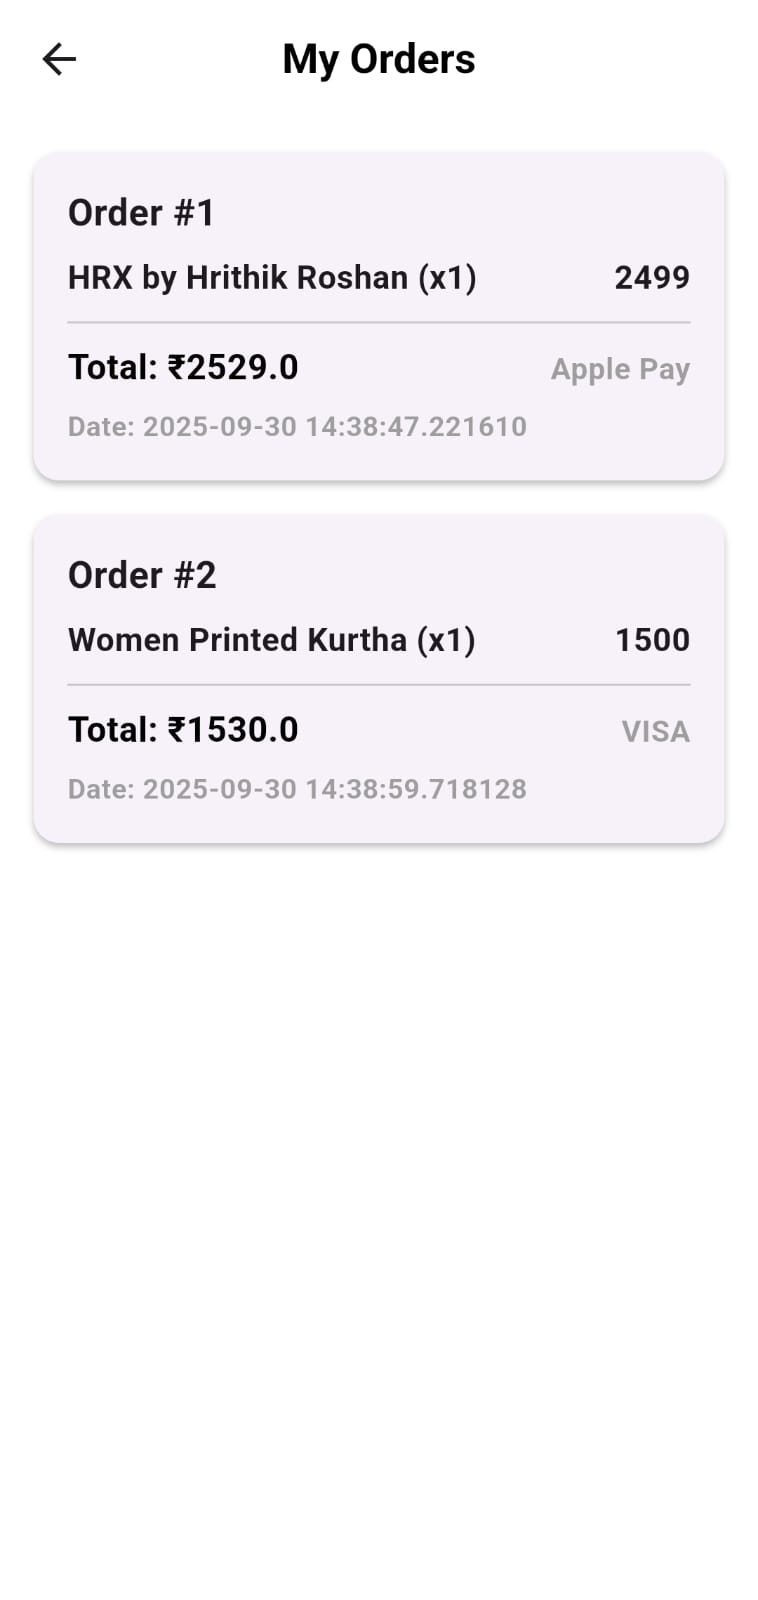 My Orders
Order #1
HRX by Hrithik Roshan (x1) 2499
Total: ₹2529.0 Apple Pay
Date: 2025-09-30 14:38:47.221610
Order #2
Women Printed Kurtha (x1) 1500
Total: ₹1530.0 VISA
Date: 2025-09-30 14:38:59.718128